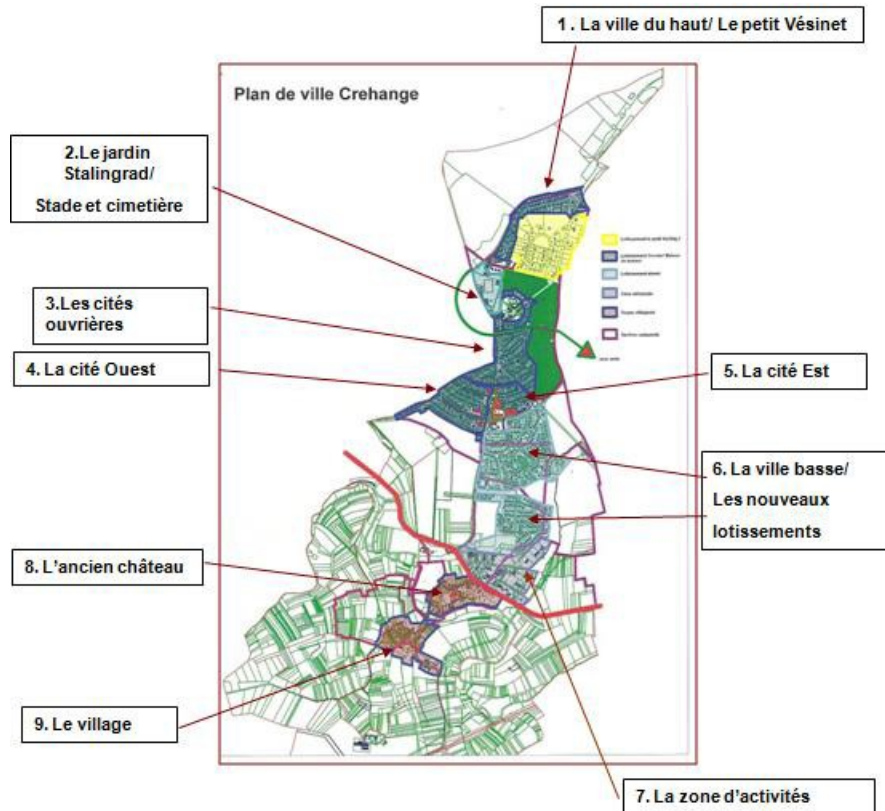 1 . La ville du haut/ Le petit Vésinet
Plan de ville Crehange
2.Le jardin
Stalingrad/
Stade et cimetière
3.Les cités
ouvrières
4. La cité Ouest
5. La cité Est
6. La ville basse/
Les nouveaux
lotissements
8. L'ancien château
9. Le village
7. La zone d'activités